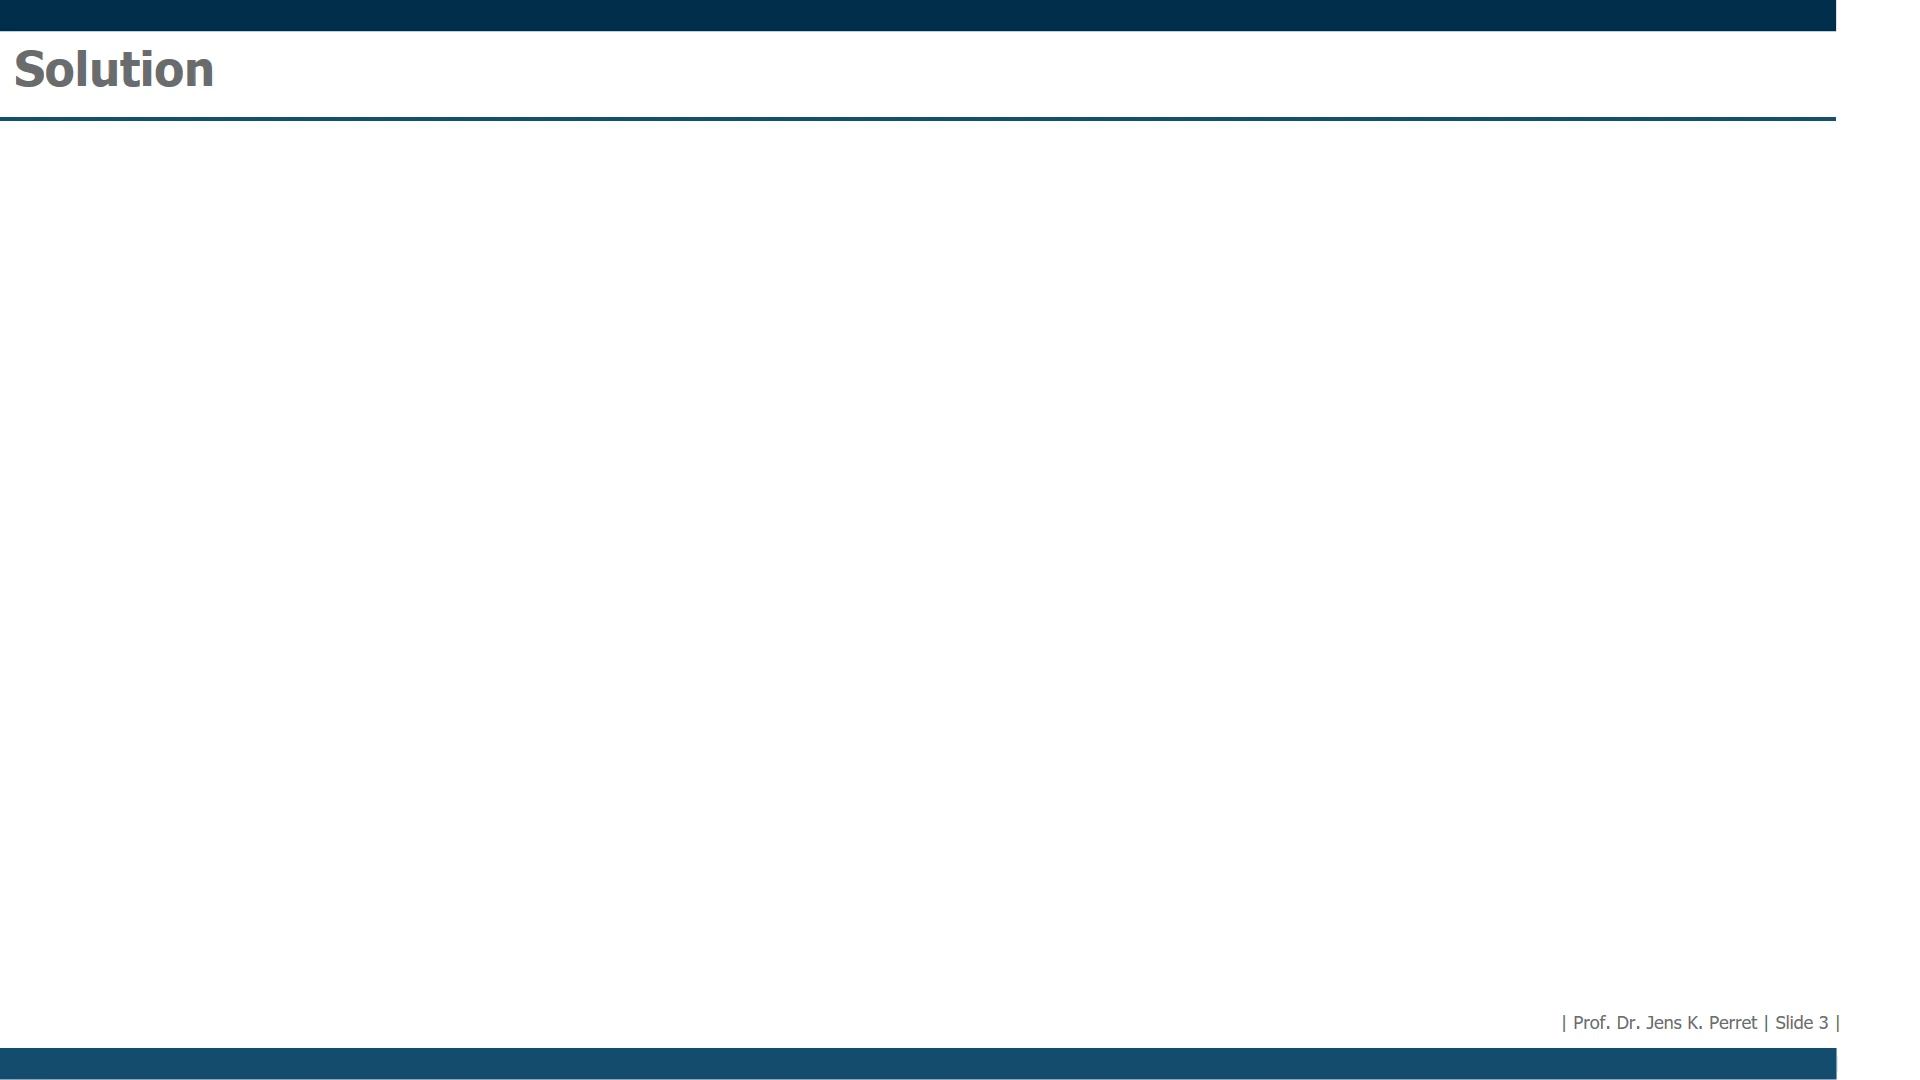 Solution
| Prof. Dr. Jens K. Perret | Slide 3 |